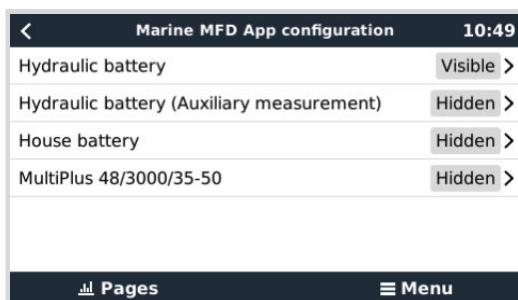 Marine MFD App configuration 10:49
Hydraulic battery Visible
Hydraulic battery (Auxiliary measurement) Hidden
House battery Hidden
MultiPlus 48/3000/35-50 Hidden
Pages Menu